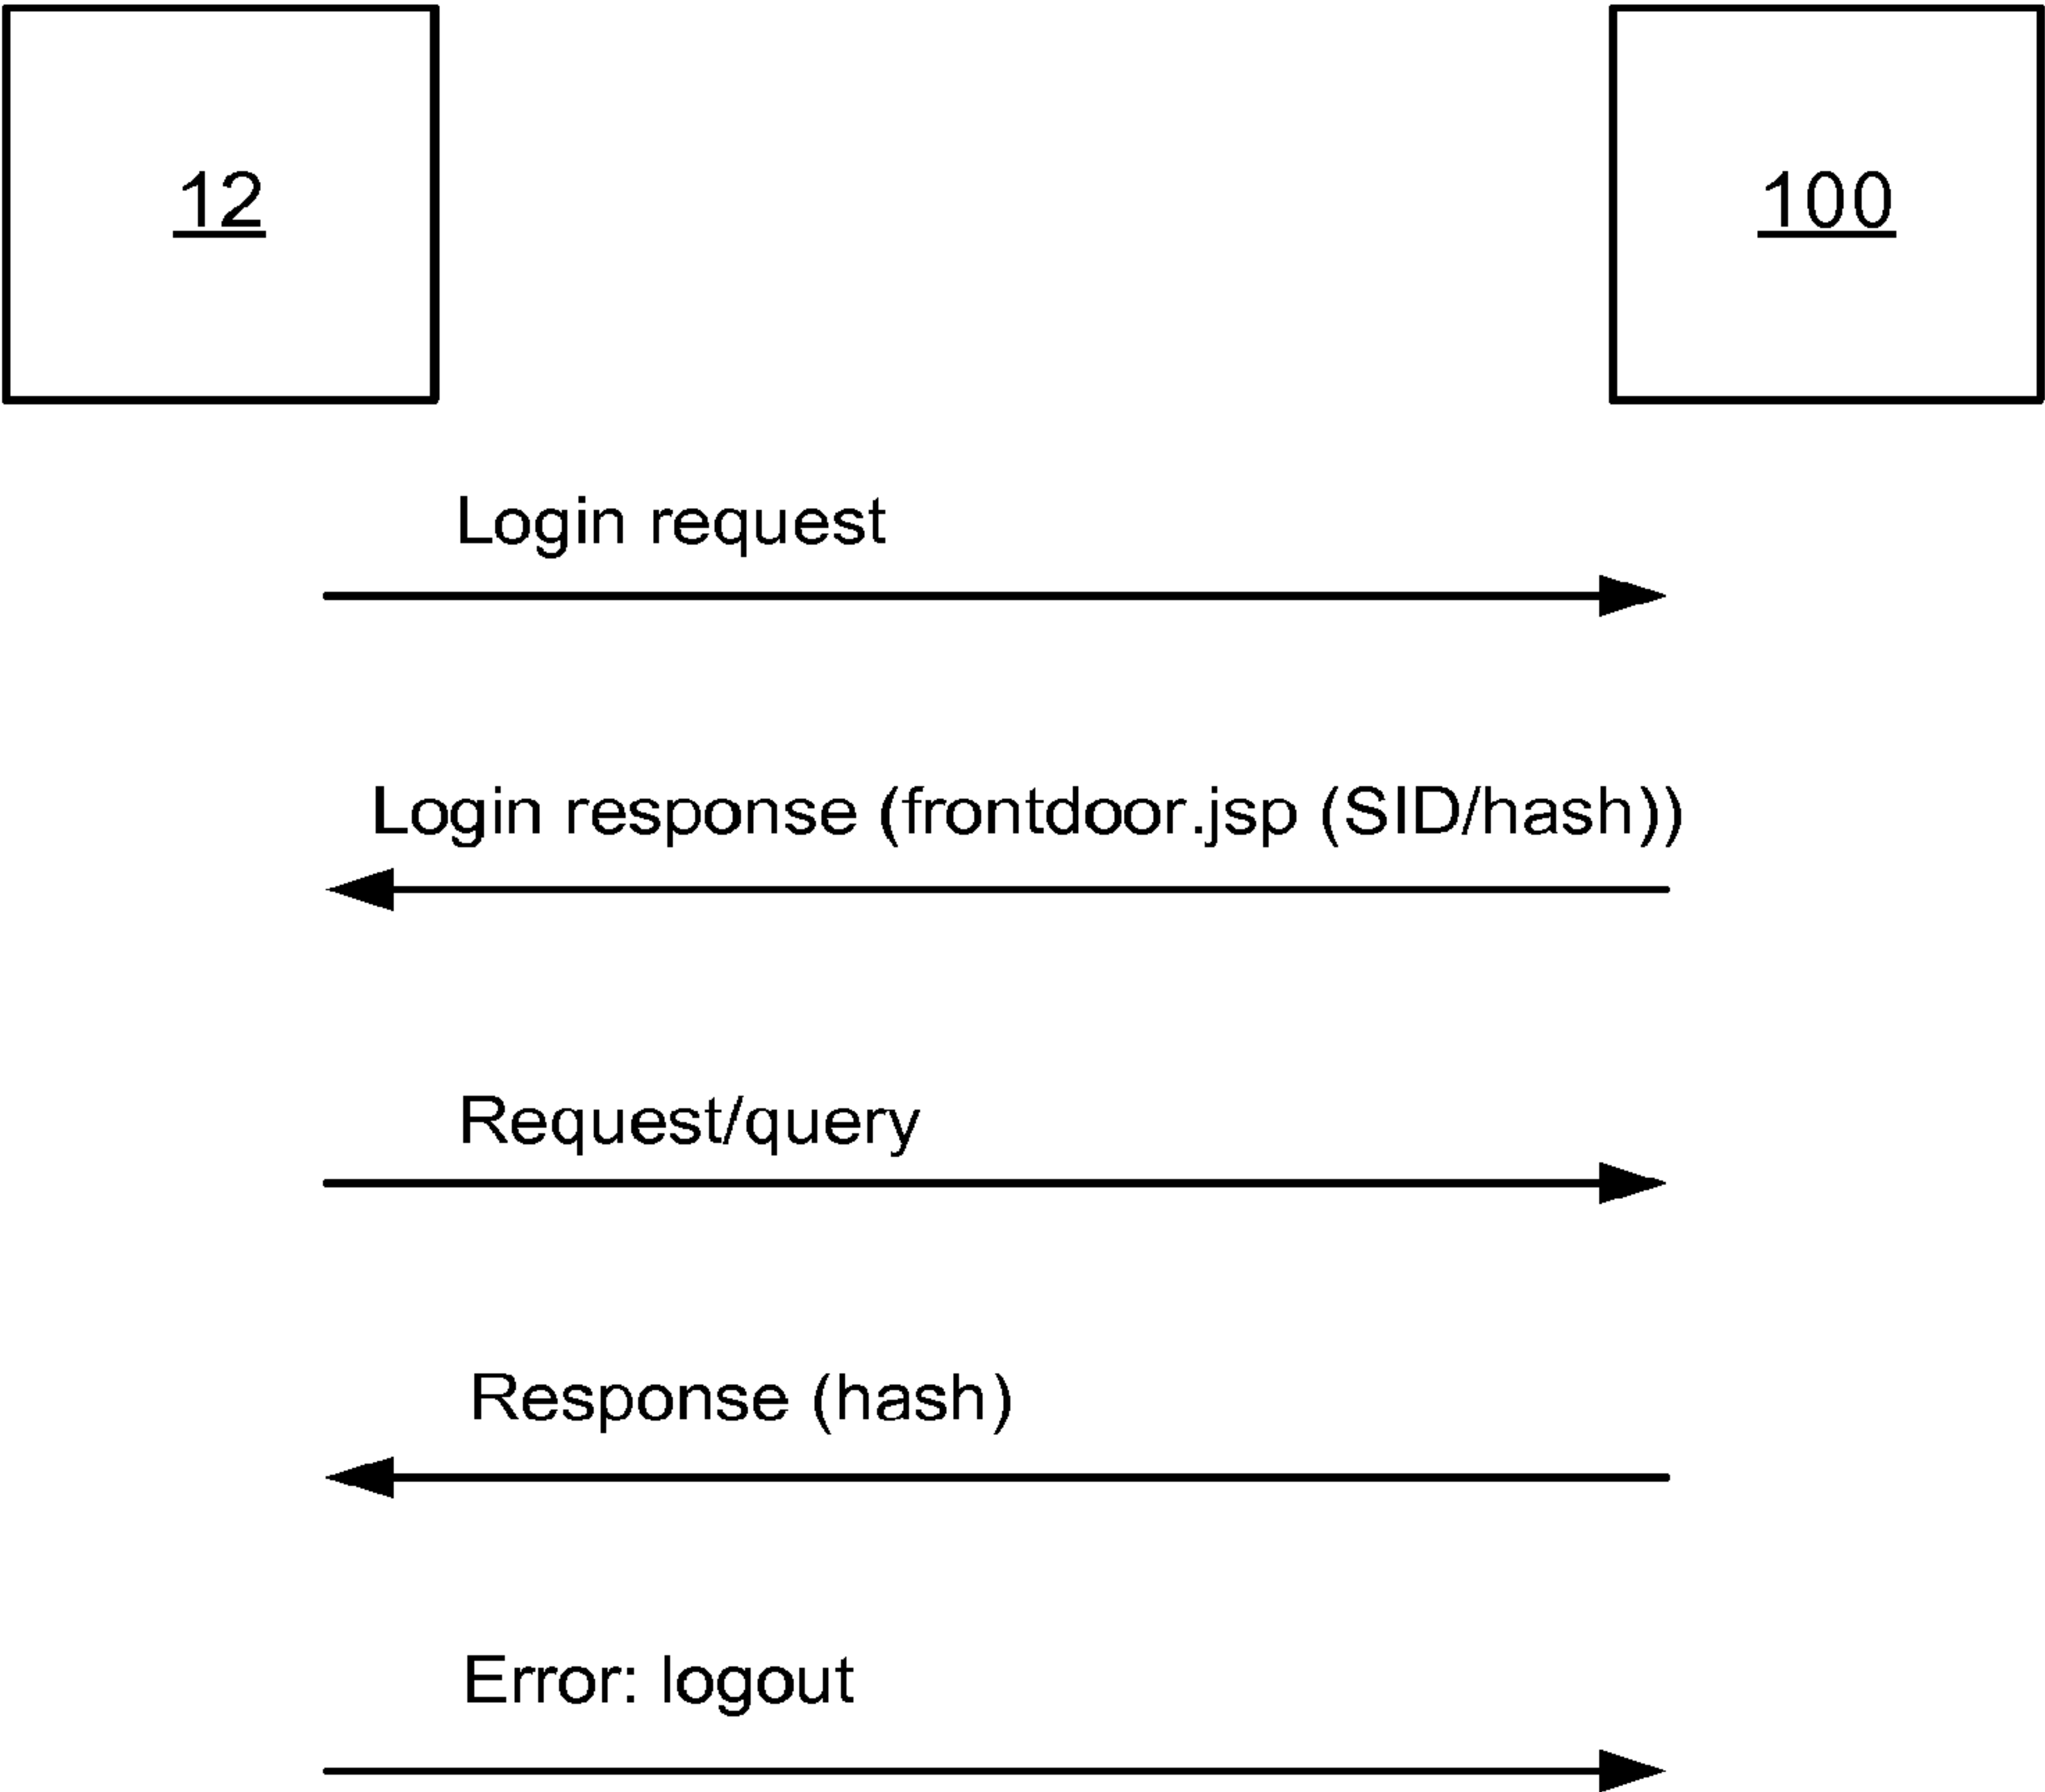 12
100
Login request
Login response (frontdoor.jsp (SID/hash))
Request/query
Response (hash)
Error: logout